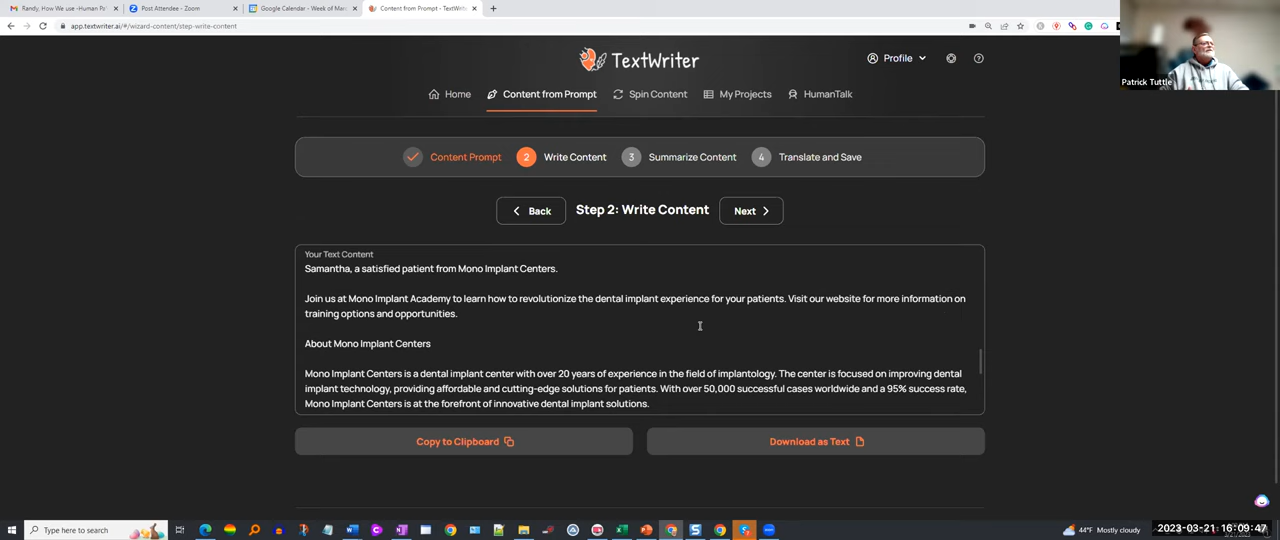 Randy, How We use -Human Pa
Post Attendee - Zoom
Google Calendar - Week of Mar
Content from Prompt - TextWrite
app.textwriter.ai/#/wizard-content/step-write-content
Patrick Tuttle
TextWriter
Profile
Home
Content from Prompt
Spin Content
My Projects
HumanTalk
Content Prompt
2 Write Content
3 Summarize Content
4 Translate and Save
Back
Step 2: Write Content
Next
Your Text Content
Samantha, a satisfied patient from Mono Implant Centers.
Join us at Mono Implant Academy to learn how to revolutionize the dental implant experience for your patients. Visit our website for more information on
training options and opportunities.
About Mono Implant Centers
Mono Implant Centers is a dental implant center with over 20 years of experience in the field of implantology. The center is focused on improving dental
implant technology, providing affordable and cutting-edge solutions for patients. With over 50,000 successful cases worldwide and a 95% success rate,
Mono Implant Centers is at the forefront of innovative dental implant solutions.
Copy to Clipboard
Download as Text
Type here to search
44°F Mostly cloudy
2023-03-21 16:09:47